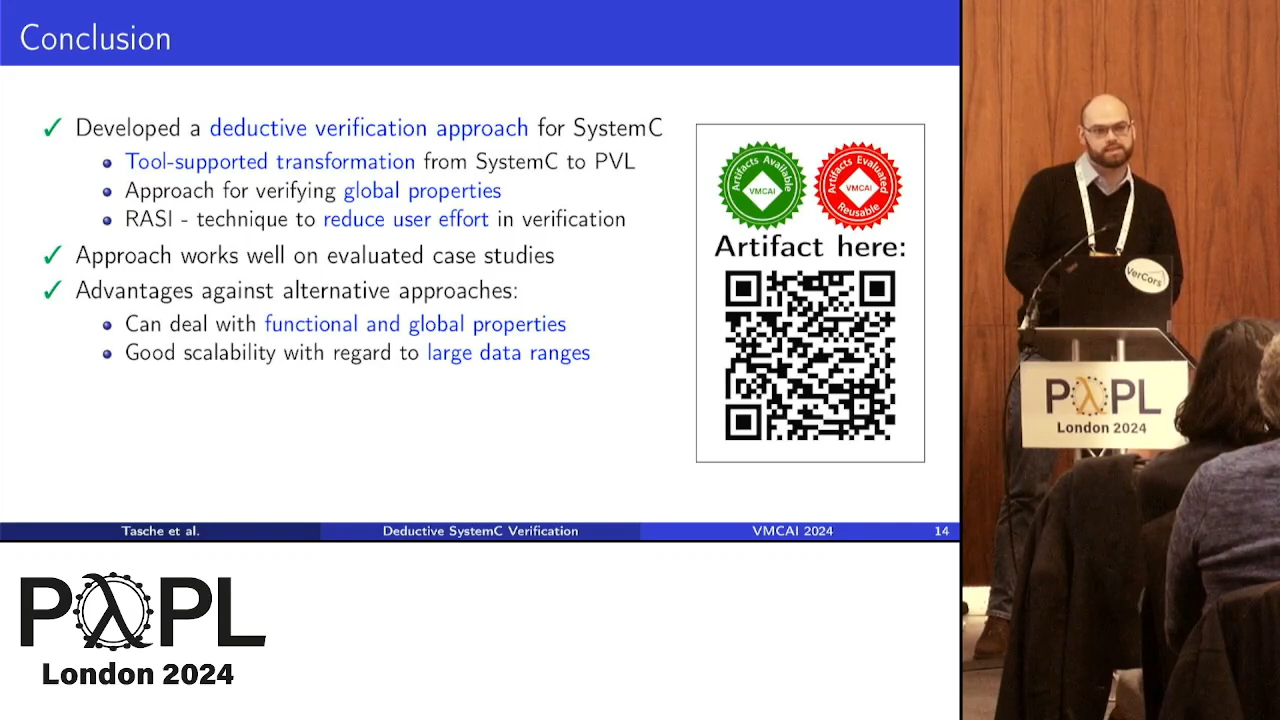 Conclusion
✓ Developed a deductive verification approach for SystemC
• Tool-supported transformation from SystemC to PVL
• Approach for verifying global properties
• RASI - technique to reduce user effort in verification
✓ Approach works well on evaluated case studies
✓ Advantages against alternative approaches:
• Can deal with functional and global properties
• Good scalability with regard to large data ranges
Artifacts Available
VMCAI
Artifacts Evaluated
VMCAI
Reusable
Artifact here:
Tasche et al.
Deductive SystemC Verification
VMCAI 2024
14
PλPL
London 2024
VerCors
PλPL
London 2024